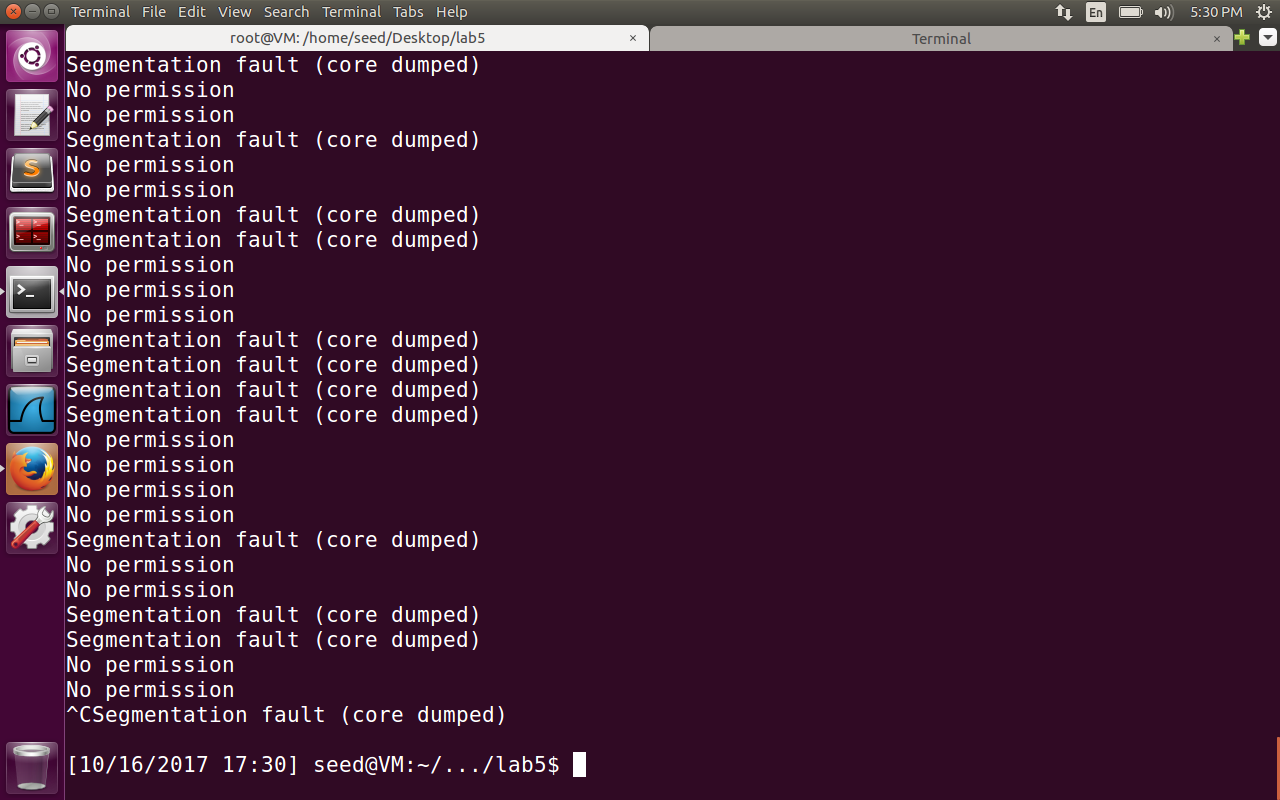 Terminal File Edit View Search Terminal Tabs Help En 5:30 PM
root@VM: /home/seed/Desktop/lab5 × Terminal ×
Segmentation fault (core dumped)
No permission
No permission
Segmentation fault (core dumped)
No permission
No permission
Segmentation fault (core dumped)
Segmentation fault (core dumped)
No permission
No permission
No permission
Segmentation fault (core dumped)
Segmentation fault (core dumped)
Segmentation fault (core dumped)
Segmentation fault (core dumped)
No permission
No permission
No permission
No permission
Segmentation fault (core dumped)
No permission
No permission
Segmentation fault (core dumped)
Segmentation fault (core dumped)
No permission
No permission
^CSegmentation fault (core dumped)
[10/16/2017 17:30] seed@VM:~/.../lab5$